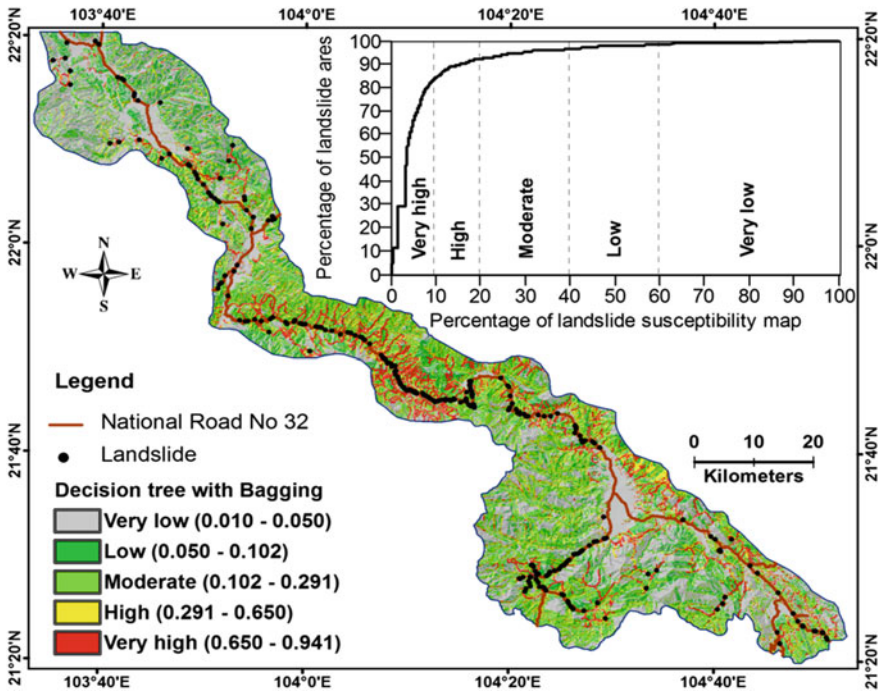 103°40'E 104°0'E 104°20'E 104°40'E
22°20'N
22°0'N
21°40'N
21°20'N
22°20'N
22°0'N
21°40'N
21°20'N
Percentage of landslide ares
100
90
80
70
60
50
40
30
20
10
0
Very high
High
Moderate
Low
Very low
0 10 20 30 40 50 60 70 80 90 100
Percentage of landslide susceptibility map
N
W E
S
Legend
National Road No 32
Landslide
Decision tree with Bagging
Very low (0.010 - 0.050)
Low (0.050 - 0.102)
Moderate (0.102 - 0.291)
High (0.291 - 0.650)
Very high (0.650 - 0.941)
0 10 20
Kilometers
103°40'E 104°0'E 104°20'E 104°40'E